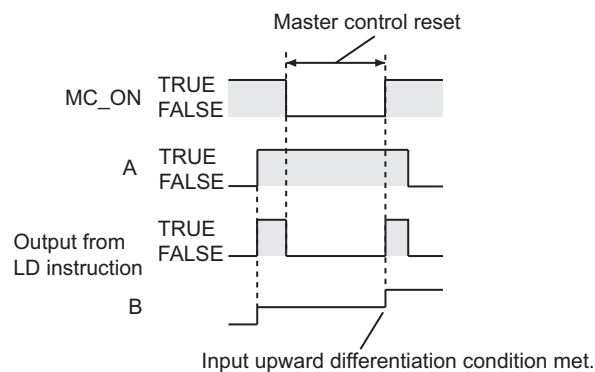 Master control reset
MC_ON
TRUE
FALSE
A
TRUE
FALSE
Output from
LD instruction
TRUE
FALSE
B
Input upward differentiation condition met.